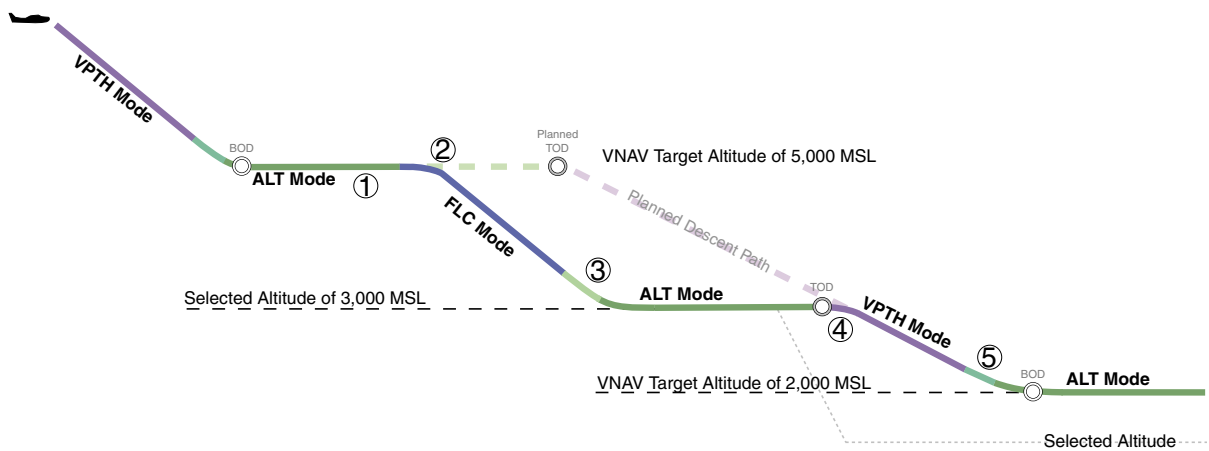 VPTH Mode
BOD
ALT Mode
①
②
Planned
TOD
VNAV Target Altitude of 5,000 MSL
FLC Mode
Planned Descent Path
③
Selected Altitude of 3,000 MSL
ALT Mode
TOD
④
VPTH Mode
⑤
VNAV Target Altitude of 2,000 MSL
BOD
ALT Mode
Selected Altitude